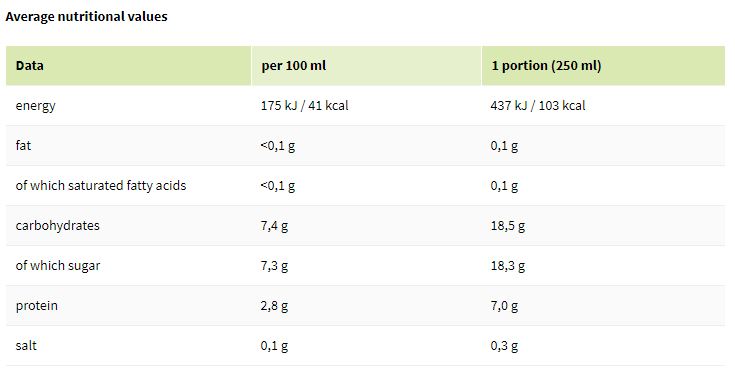 Average nutritional values
Data per 100 ml 1 portion (250 ml)
energy 175 kJ / 41 kcal 437 kJ / 103 kcal
fat <0,1 g 0,1 g
of which saturated fatty acids <0,1 g 0,1 g
carbohydrates 7,4 g 18,5 g
of which sugar 7,3 g 18,3 g
protein 2,8 g 7,0 g
salt 0,1 g 0,3 g